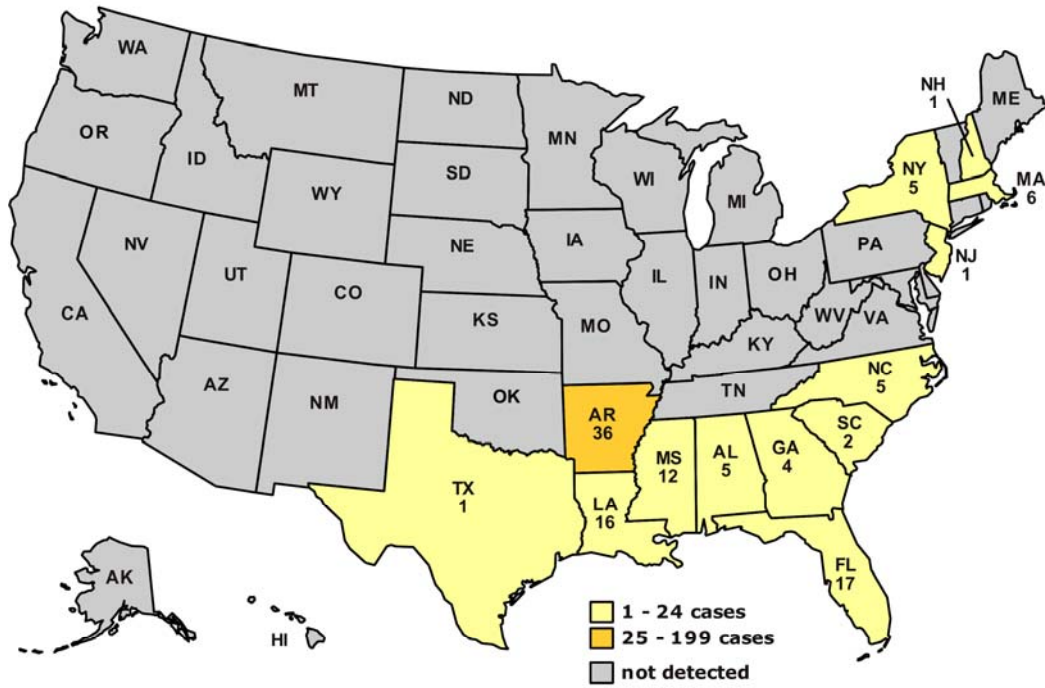 WA
MT
ND
MN
OR
ID
WY
SD
WI
MI
NH
1
ME
NY
5
MA
6
NV
UT
CO
NE
IA
IL
IN
OH
PA
NJ
1
CA
KS
MO
KY
WV
VA
AZ
NM
OK
AR
36
TN
NC
5
SC
2
TX
1
LA
16
MS
12
AL
5
GA
4
FL
17
AK
HI
1 - 24 cases
25 - 199 cases
not detected